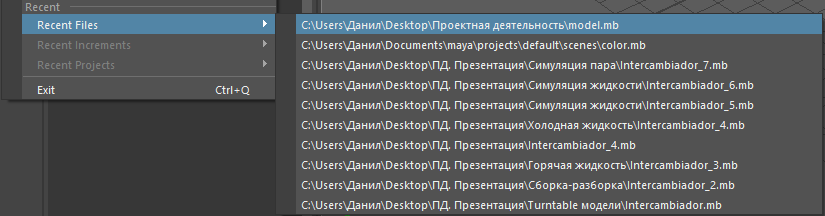 Recent
Recent Files
C:\Users\Данил\Desktop\Проектная деятельность\model.mb
Recent Increments
C:\Users\Данил\Documents\maya\projects\default\scenes\color.mb
Recent Projects
C:\Users\Данил\Desktop\ПД, Презентация\Симуляция пара\Intercambiador_7.mb
Exit Ctrl+Q
C:\Users\Данил\Desktop\ПД, Презентация\Симуляция жидкости\Intercambiador_6.mb
C:\Users\Данил\Desktop\ПД, Презентация\Симуляция жидкости\Intercambiador_5.mb
C:\Users\Данил\Desktop\ПД, Презентация\Холодная жидкость\Intercambiador_4.mb
C:\Users\Данил\Desktop\ПД, Презентация\Intercambiador_4.mb
C:\Users\Данил\Desktop\ПД, Презентация\Горячая жидкость\Intercambiador_3.mb
C:\Users\Данил\Desktop\ПД, Презентация\Сборка-разборка\Intercambiador_2.mb
C:\Users\Данил\Desktop\ПД, Презентация\Turntable модели\Intercambiador.mb